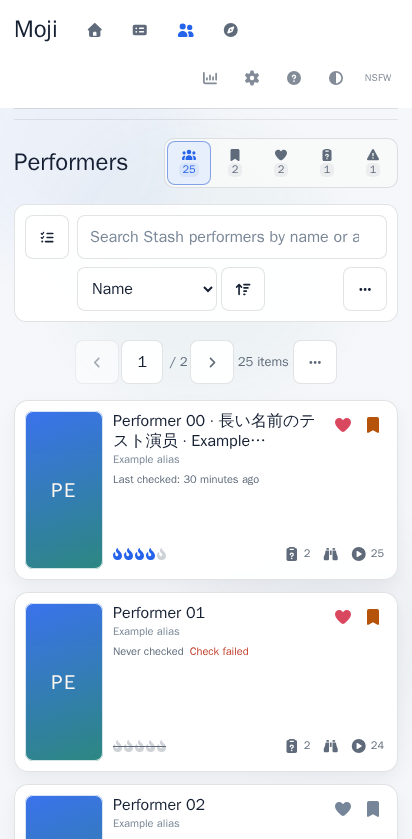 Moji
NSFW
Performers
25
2
2
1
1
Search Stash performers by name or a
Name
1
/ 2
25 items
PE
Performer 00 · 長い名前のテ
スト演员 · Example…
Example alias
Last checked: 30 minutes ago
2
25
PE
Performer 01
Example alias
Never checked Check failed
2
24
Performer 02
Example alias